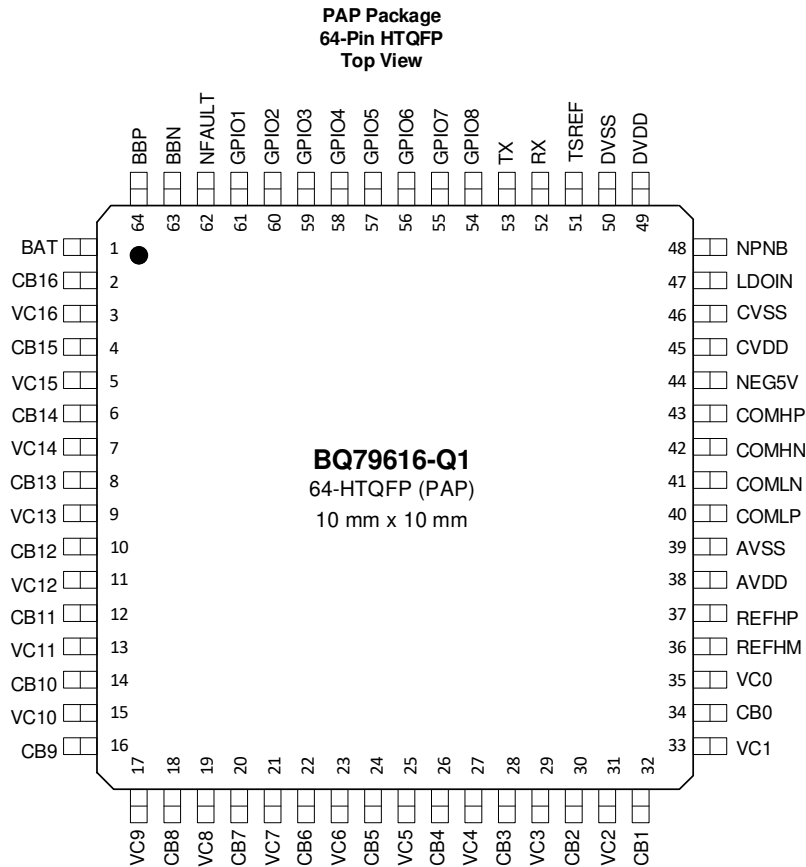 PAP Package
64-Pin HTQFP
Top View
BBP
BBN
NFAULT
GPIO1
GPIO2
GPIO3
GPIO4
GPIO5
GPIO6
GPIO7
GPIO8
TX
RX
TSREF
DVSS
DVDD
64
63
62
61
60
59
58
57
56
55
54
53
52
51
50
49
BAT 1
CB16 2
VC16 3
CB15 4
VC15 5
CB14 6
VC14 7
CB13 8
VC13 9
CB12 10
VC12 11
CB11 12
VC11 13
CB10 14
VC10 15
CB9 16
BQ79616-Q1
64-HTQFP (PAP)
10 mm x 10 mm
48 NPNB
47 LDOIN
46 CVSS
45 CVDD
44 NEG5V
43 COMHP
42 COMHN
41 COMLN
40 COMLP
39 AVSS
38 AVDD
37 REFHP
36 REFHM
35 VC0
34 CB0
33 VC1
17
18
19
20
21
22
23
24
25
26
27
28
29
30
31
32
VC9
CB8
VC8
CB7
VC7
CB6
VC6
CB5
VC5
CB4
VC4
CB3
VC3
CB2
VC2
CB1